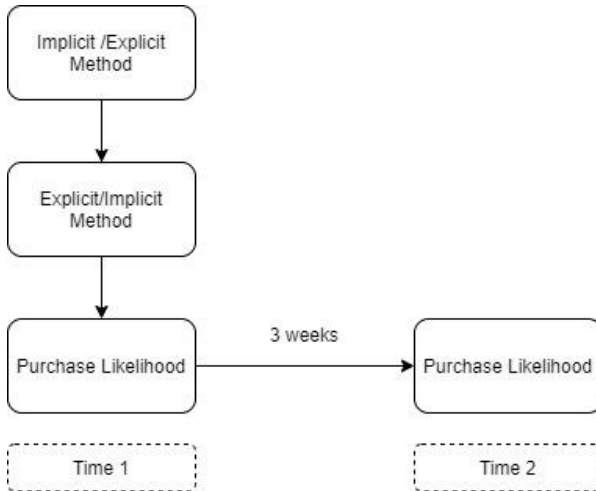 Implicit /Explicit
Method
Explicit/Implicit
Method
Purchase Likelihood
3 weeks
Purchase Likelihood
Time 1
Time 2